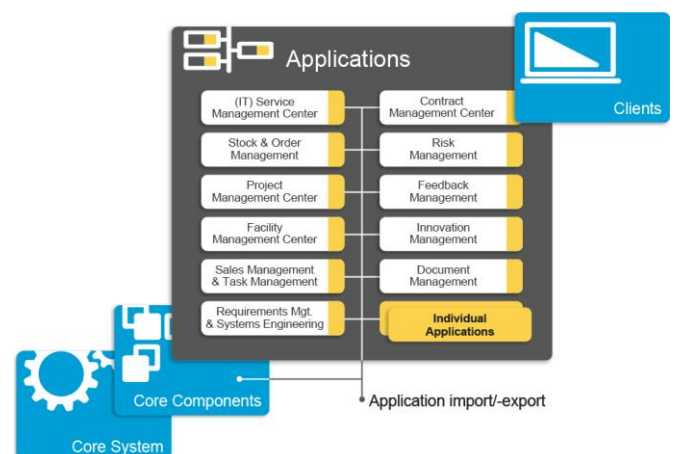 Applications
Clients
(IT) Service
Management Center
Contract
Management Center
Stock & Order
Management
Risk
Management
Project
Management Center
Feedback
Management
Facility
Management Center
Innovation
Management
Sales Management
& Task Management
Document
Management
Requirements Mgt.
& Systems Engineering
Individual
Applications
Core Components
Application import/-export
Core System